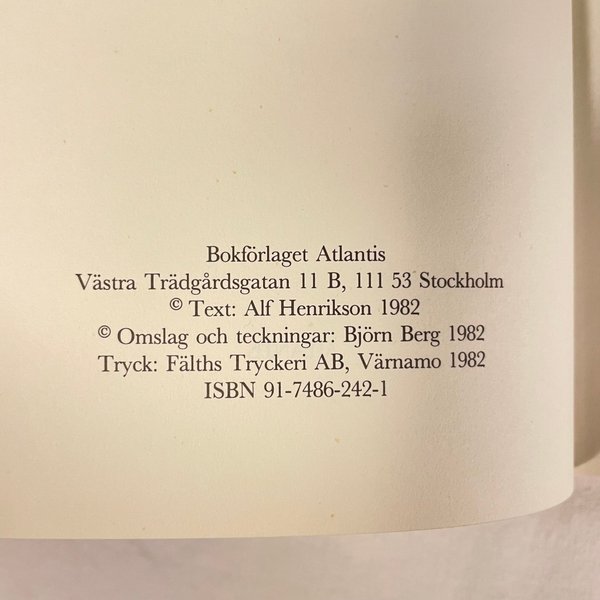 Bokförlaget Atlantis
Västra Trädgårdsgatan 11 B, 111 53 Stockholm
© Text: Alf Henrikson 1982
© Omslag och teckningar: Björn Berg 1982
Tryck: Fälths Tryckeri AB, Värnamo 1982
ISBN 91-7486-242-1